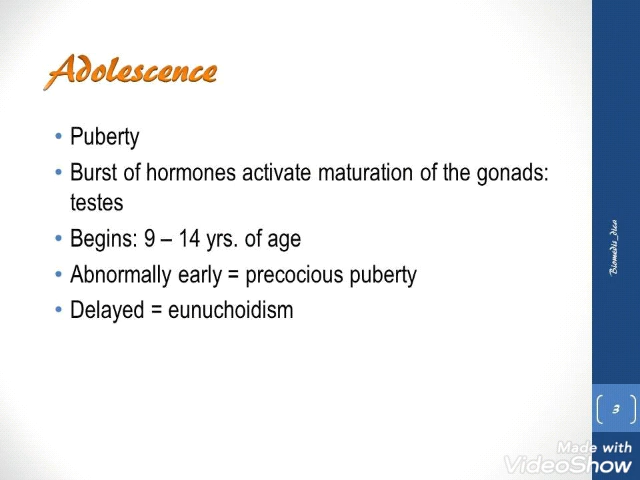 Adolescence
• Puberty
• Burst of hormones activate maturation of the gonads:
testes
• Begins: 9 – 14 yrs. of age
• Abnormally early = precocious puberty
• Delayed = eunuchoidism
Biomedis_dica
3
Made with
VideoShow